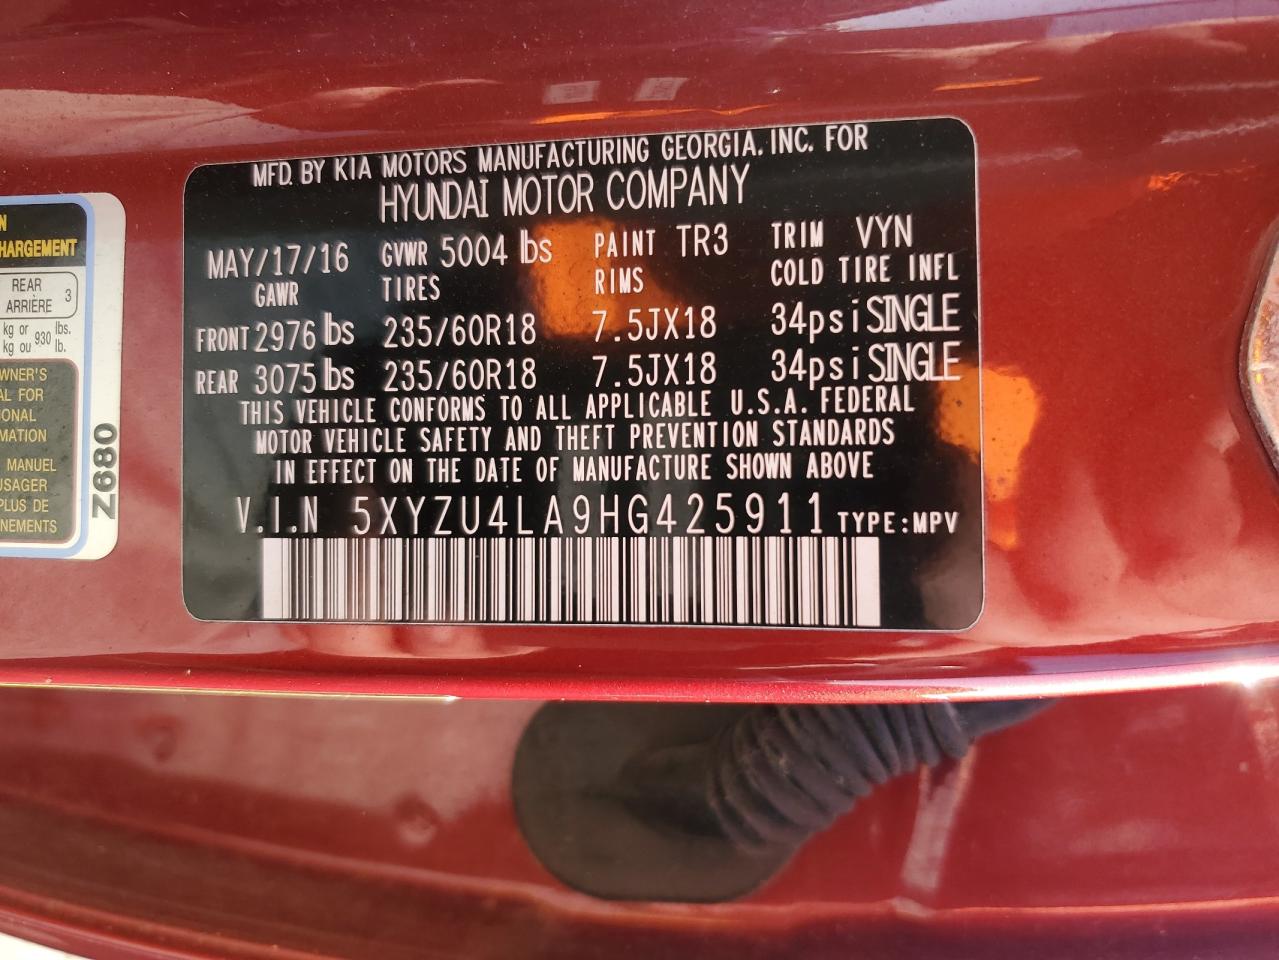 MFD. BY KIA MOTORS MANUFACTURING GEORGIA, INC. FOR
HYUNDAI MOTOR COMPANY
MAY/17/16 GVWR 5004 lbs PAINT TR3 TRIM VYN
GAWR TIRES RIMS COLD TIRE INFL
FRONT 2976 lbs 235/60R18 7.5JX18 34psi SINGLE
REAR 3075 lbs 235/60R18 7.5JX18 34psi SINGLE
THIS VEHICLE CONFORMS TO ALL APPLICABLE U.S.A. FEDERAL
MOTOR VEHICLE SAFETY AND THEFT PREVENTION STANDARDS
IN EFFECT ON THE DATE OF MANUFACTURE SHOWN ABOVE
V.I.N 5XYZU4LA9HG425911 TYPE:MPV
N
HARGEMENT
REAR
ARRIÈRE 3
kg or 930 lbs.
kg ou lb.
WNER'S
AL FOR
IONAL
MATION
MANUEL
USAGER
PLUS DE
GNEMENTS
Z680